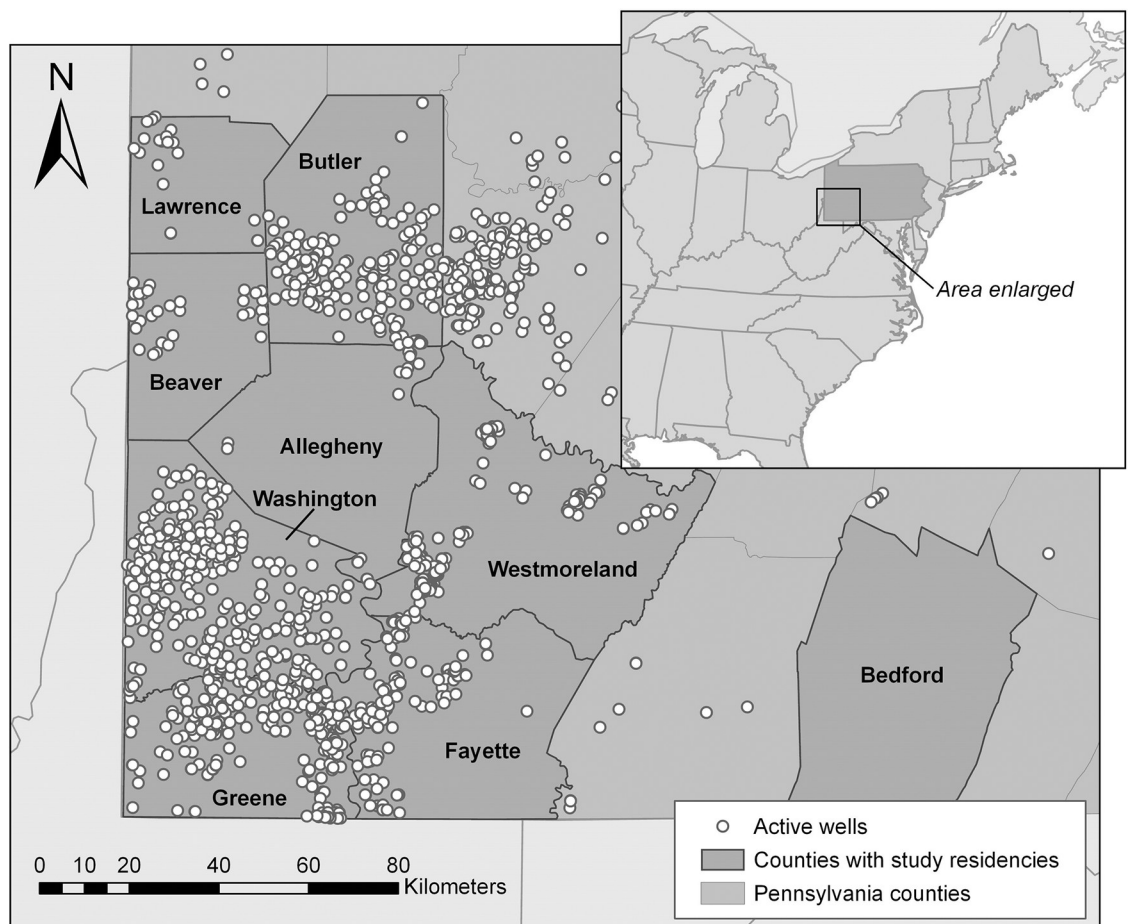 N
Butler
Lawrence
Area enlarged
Beaver
Allegheny
Washington
Westmoreland
Bedford
Fayette
Greene
0 10 20 40 60 80
Kilometers
Active wells
Counties with study residencies
Pennsylvania counties